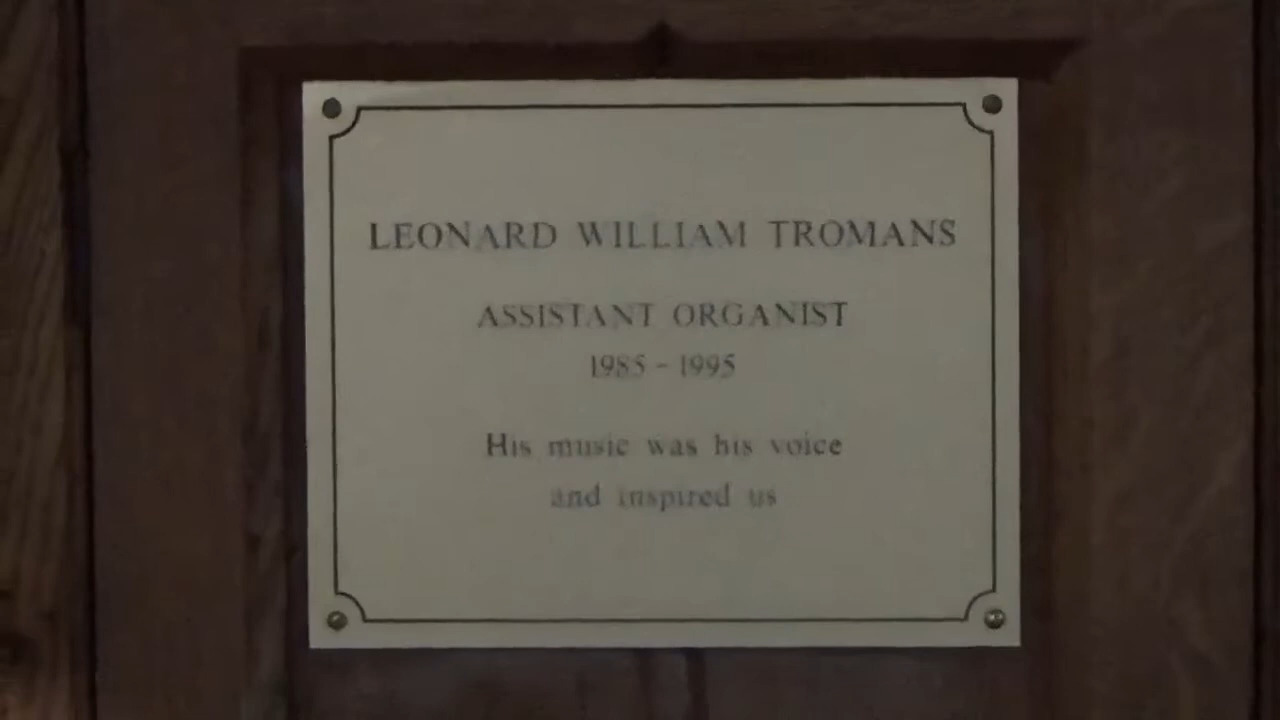 LEONARD WILLIAM TROMANS
ASSISTANT ORGANIST
1985 - 1995
His music was his voice
and inspired us